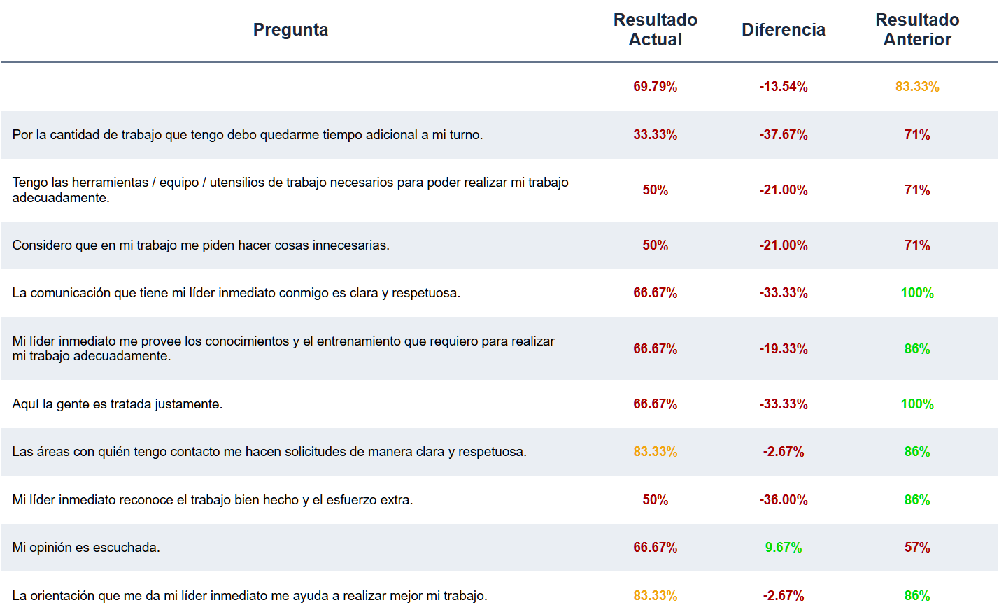 Pregunta
Resultado
Actual
Diferencia
Resultado
Anterior
69.79% -13.54% 83.33%
Por la cantidad de trabajo que tengo debo quedarme tiempo adicional a mi turno. 33.33% -37.67% 71%
Tengo las herramientas / equipo / utensilios de trabajo necesarios para poder realizar mi trabajo
adecuadamente. 50% -21.00% 71%
Considero que en mi trabajo me piden hacer cosas innecesarias. 50% -21.00% 71%
La comunicación que tiene mi líder inmediato conmigo es clara y respetuosa. 66.67% -33.33% 100%
Mi líder inmediato me provee los conocimientos y el entrenamiento que requiero para realizar
mi trabajo adecuadamente. 66.67% -19.33% 86%
Aquí la gente es tratada justamente. 66.67% -33.33% 100%
Las áreas con quién tengo contacto me hacen solicitudes de manera clara y respetuosa. 83.33% -2.67% 86%
Mi líder inmediato reconoce el trabajo bien hecho y el esfuerzo extra. 50% -36.00% 86%
Mi opinión es escuchada. 66.67% 9.67% 57%
La orientación que me da mi líder inmediato me ayuda a realizar mejor mi trabajo. 83.33% -2.67% 86%